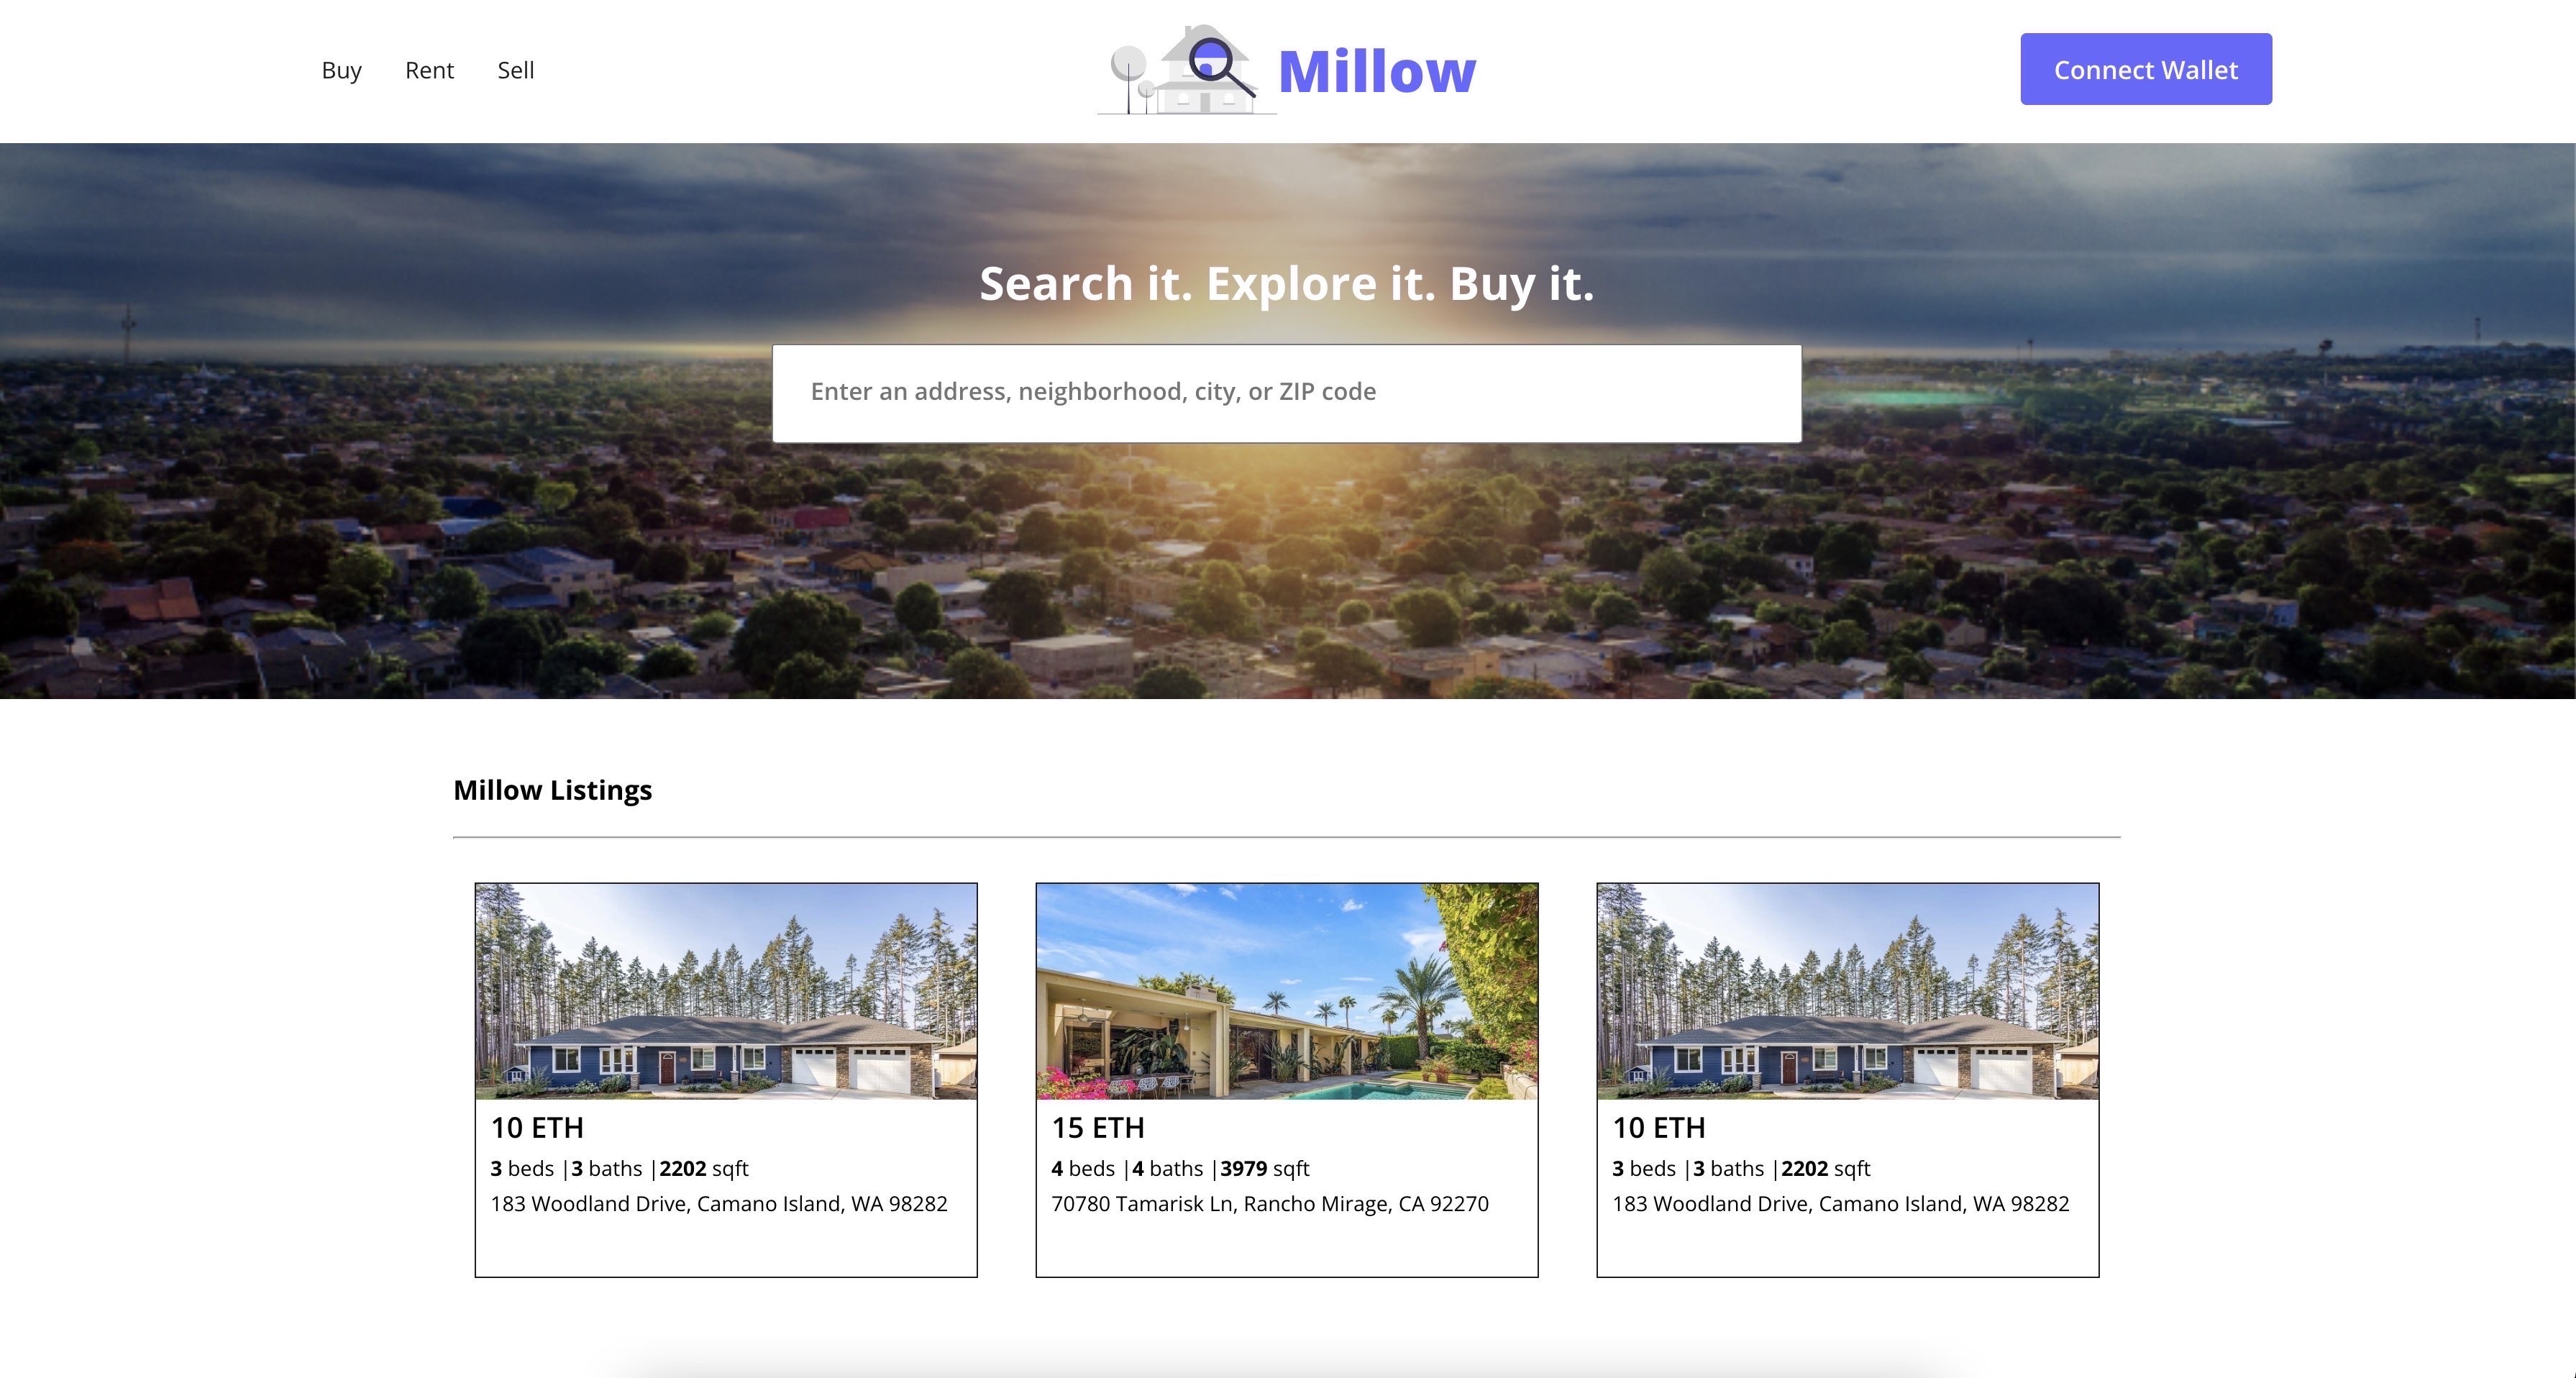 Buy Rent Sell
Millow
Connect Wallet
Search it. Explore it. Buy it.
Enter an address, neighborhood, city, or ZIP code
Millow Listings
10 ETH
3 beds |3 baths |2202 sqft
183 Woodland Drive, Camano Island, WA 98282
15 ETH
4 beds |4 baths |3979 sqft
70780 Tamarisk Ln, Rancho Mirage, CA 92270
10 ETH
3 beds |3 baths |2202 sqft
183 Woodland Drive, Camano Island, WA 98282